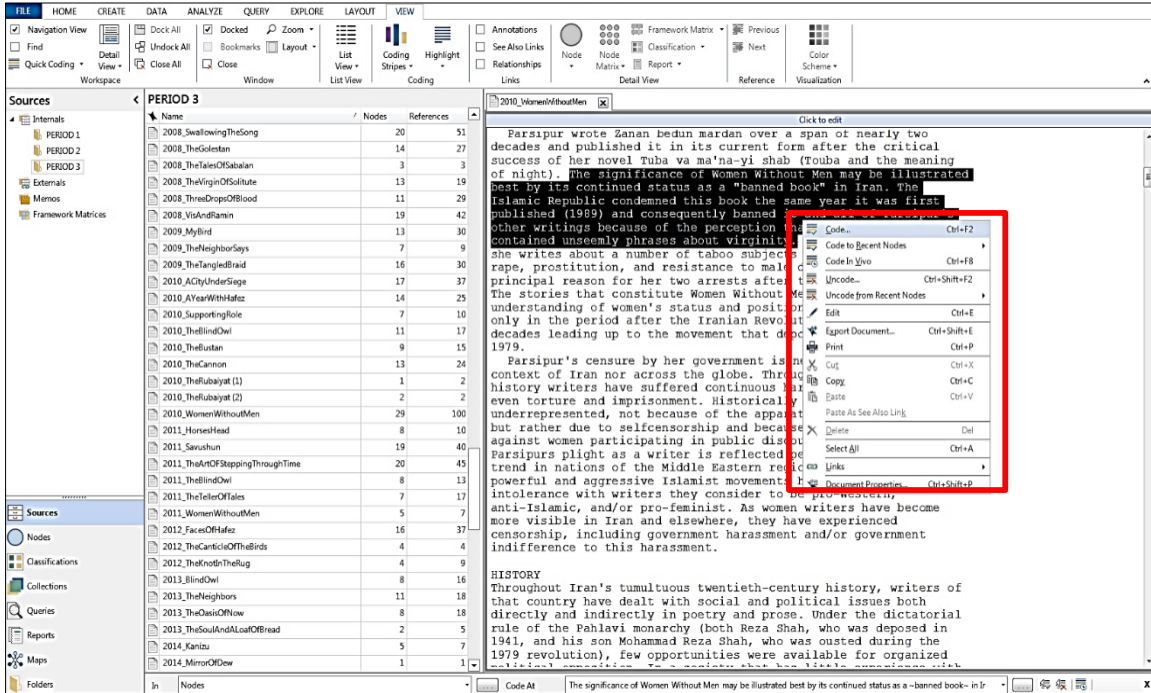 FILE HOME CREATE DATA ANALYZE QUERY EXPLORE LAYOUT VIEW
Navigation View
Find
Quick Coding
Detail View
Workspace
Dock All
Undock All
Close All
Docked
Bookmarks
Close
Zoom
Layout
Window
List View
List View
Coding Stripes
Highlight
Coding
Annotations
See Also Links
Relationships
Links
Node
Node Matrix
Framework Matrix
Classification
Report
Detail View
Previous
Next
Reference
Color Scheme
Visualization
Sources
Internals
PERIOD 1
PERIOD 2
PERIOD 3
Externals
Memos
Framework Matrices
Sources
Nodes
Classifications
Collections
Queries
Reports
Maps
Folders
PERIOD 3
Name Nodes References
2008_SwallowingTheSong 20 51
2008_TheGolestan 14 27
2008_TheTalesOfSabalan 3 3
2008_TheVirginOfSolitute 13 19
2008_ThreeDropsOfBlood 11 29
2008_VisAndRamin 19 42
2009_MyBird 13 30
2009_TheNeighborSays 7 9
2009_TheTangledBraid 16 30
2010_ACityUnderSiege 17 37
2010_AYearWithHafez 14 25
2010_SupportingRole 7 10
2010_TheBlindOwl 11 17
2010_TheBustan 9 15
2010_TheCannon 13 24
2010_TheRubaiyat (1) 1 2
2010_TheRubaiyat (2) 2 2
2010_WomenWithoutMen 29 100
2011_HorsesHead 8 10
2011_Savushun 19 40
2011_TheArtOFSteppingThroughTime 20 45
2011_TheBlindOwl 8 13
2011_TheTellerOfTales 7 17
2011_WomenWithoutMen 5 7
2012_FacesOfHafez 16 37
2012_TheCanticleOfTheBirds 4 4
2012_TheKnotInTheRug 4 9
2013_BlindOwl 8 16
2013_TheNeighbors 11 18
2013_TheOasisOfNow 8 18
2013_TheSoulAndALoafOfBread 2 5
2014_Kanizu 5 7
2014_MirrorOfDew 1 1
2010_WomenWithoutMen
Click to edit
Parsipur wrote Zanan bedun mardan over a span of nearly two
decades and published it in its current form after the critical
success of her novel Tuba va ma'na-yi shab (Touba and the meaning
of night). The significance of Women Without Men may be illustrated
best by its continued status as a "banned book" in Iran. The
Islamic Republic condemned this book the same year it was first
published (1989) and consequently banned it and all of Parsipur's
other writings because of the perception tha
contained unseemly phrases about virginity.
she writes about a number of taboo subjects
rape, prostitution, and resistance to male
principal reason for her two arrests after
The stories that constitute Women Without Me
understanding of women's status and position
only in the period after the Iranian Revolut
decades leading up to the movement that depo
1979.
Parsipur's censure by her government is
context of Iran nor across the globe. Throug
history writers have suffered continuous
even torture and imprisonment. Historically
underrepresented, not because of the apparat
but rather due to selfcensorship and because
against women participating in public discou
Parsipurs plight as a writer is reflected
trend in nations of the Middle Eastern regio
powerful and aggressive Islamist movements h
intolerance with writers they consider to be pro-Western,
anti-Islamic, and/or pro-feminist. As women writers have become
more visible in Iran and elsewhere, they have experienced
censorship, including government harassment and/or government
indifference to this harassment.
HISTORY
Throughout Iran's tumultuous twentieth-century history, writers of
that country have dealt with social and political issues both
directly and indirectly in poetry and prose. Under the dictatorial
rule of the Pahlavi monarchy (both Reza Shah, who was deposed in
1941, and his son Mohammad Reza Shah, who was ousted during the
1979 revolution), few opportunities were available for organized
political opposition. In a society that has little experience with
Code... Ctrl+F2
Code to Recent Nodes
Code In Vivo Ctrl+F8
Uncode... Ctrl+Shift+F2
Uncode from Recent Nodes
Edit Ctrl+E
Export Document... Ctrl+Shift+E
Print Ctrl+P
Cut Ctrl+X
Copy Ctrl+C
Paste Ctrl+V
Paste As See Also Link
Delete Del
Select All Ctrl+A
Links
Document Properties... Ctrl+Shift+P
In Nodes
Code At The significance of Women Without Men may be illustrated best by its continued status as a ~banned book~ in Ir